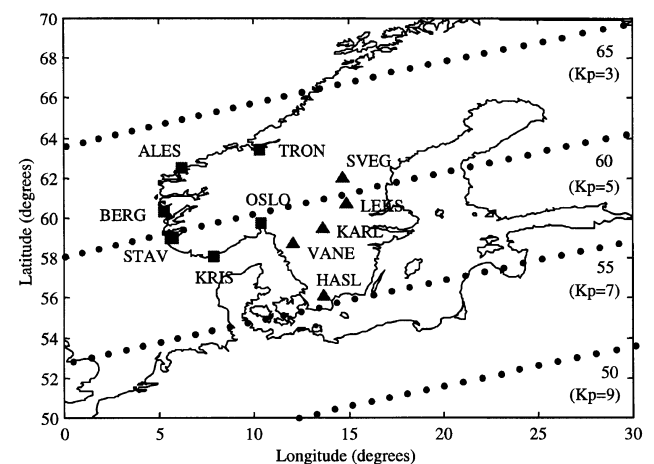 70
68
66
64
62
60
58
56
54
52
50
Latitude (degrees)
65
(Kp=3)
ALES
TRON
SVEG
60
(Kp=5)
BERG
OSLO
LEKS
KARL
STAV
VANE
KRIS
HASL
55
(Kp=7)
50
(Kp=9)
0
5
10
15
20
25
30
Longitude (degrees)